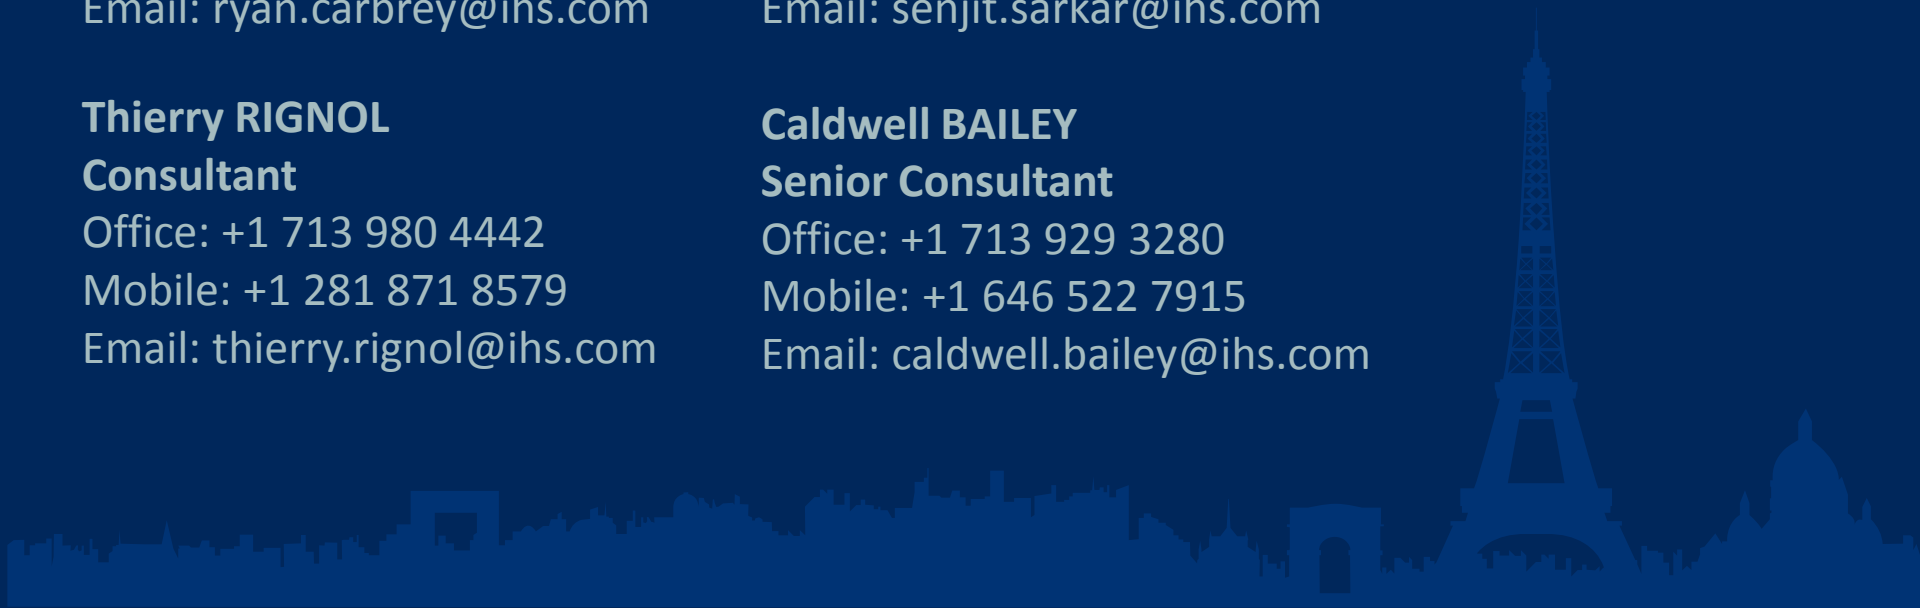 Email: ryan.carbrey@ihs.com
Email: senjit.sarkar@ihs.com
Thierry RIGNOL
Consultant
Office: +1 713 980 4442
Mobile: +1 281 871 8579
Email: thierry.rignol@ihs.com
Caldwell BAILEY
Senior Consultant
Office: +1 713 929 3280
Mobile: +1 646 522 7915
Email: caldwell.bailey@ihs.com